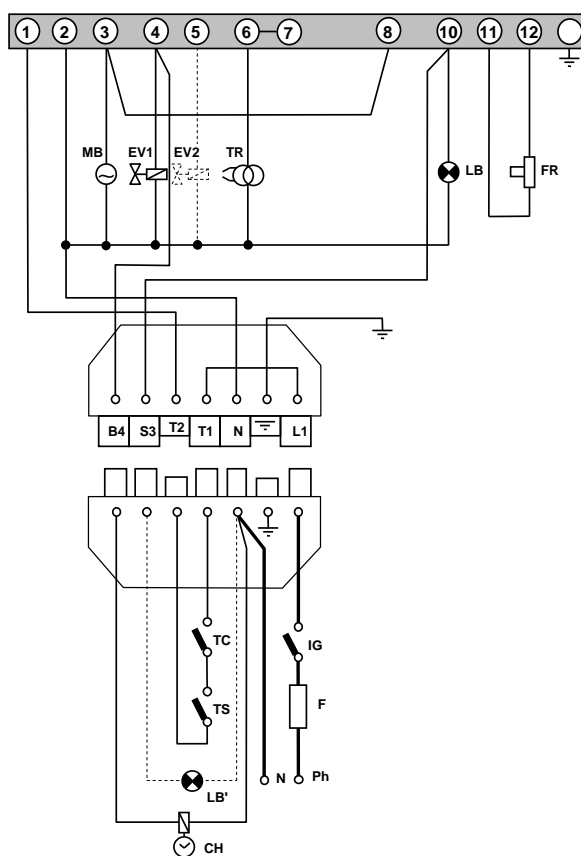 1 2 3 4 5 6 7 8 10 11 12
MB EV1 EV2 TR LB FR
B4 S3 T2 T1 N L1
TC IG
TS F
N Ph
LB'
CH